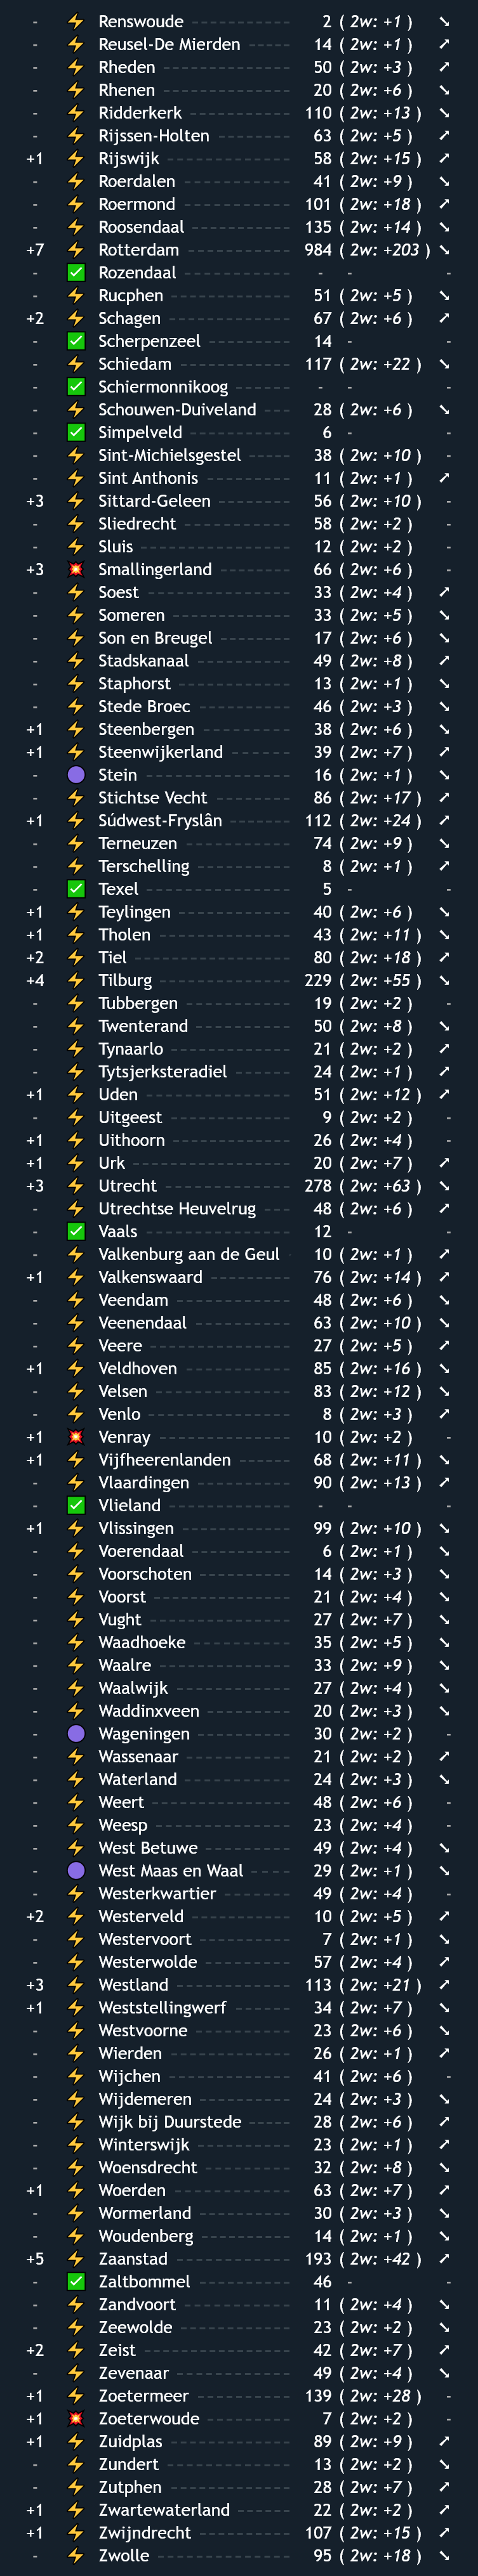 - ⚡ Renswoude 2 ( 2w: +1 ) ↘
- ⚡ Reusel-De Mierden 14 ( 2w: +1 ) ↗
- ⚡ Rheden 50 ( 2w: +3 ) ↗
- ⚡ Rhenen 20 ( 2w: +6 ) ↘
- ⚡ Ridderkerk 110 ( 2w: +13 ) ↘
- ⚡ Rijssen-Holten 63 ( 2w: +5 ) ↗
+1 ⚡ Rijswijk 58 ( 2w: +15 ) ↗
- ⚡ Roerdalen 41 ( 2w: +9 ) ↘
- ⚡ Roermond 101 ( 2w: +18 ) ↗
- ⚡ Roosendaal 135 ( 2w: +14 ) ↘
+7 ⚡ Rotterdam 984 ( 2w: +203 ) ↘
- ✅ Rozendaal - - -
- ⚡ Rucphen 51 ( 2w: +5 ) ↘
+2 ⚡ Schagen 67 ( 2w: +6 ) ↗
- ✅ Scherpenzeel 14 - -
- ⚡ Schiedam 117 ( 2w: +22 ) ↘
- ✅ Schiermonnikoog - - -
- ⚡ Schouwen-Duiveland 28 ( 2w: +6 ) ↘
- ✅ Simpelveld 6 - -
- ⚡ Sint-Michielsgestel 38 ( 2w: +10 ) -
- ⚡ Sint Anthonis 11 ( 2w: +1 ) ↗
+3 ⚡ Sittard-Geleen 56 ( 2w: +10 ) -
- ⚡ Sliedrecht 58 ( 2w: +2 ) -
- ⚡ Sluis 12 ( 2w: +2 ) -
+3 💥 Smallingerland 66 ( 2w: +6 ) -
- ⚡ Soest 33 ( 2w: +4 ) ↗
- ⚡ Someren 33 ( 2w: +5 ) ↘
- ⚡ Son en Breugel 17 ( 2w: +6 ) ↘
- ⚡ Stadskanaal 49 ( 2w: +8 ) ↗
- ⚡ Staphorst 13 ( 2w: +1 ) ↘
- ⚡ Stede Broec 46 ( 2w: +3 ) ↘
+1 ⚡ Steenbergen 38 ( 2w: +6 ) ↘
+1 ⚡ Steenwijkerland 39 ( 2w: +7 ) ↗
- 🟣 Stein 16 ( 2w: +1 ) ↘
- ⚡ Stichtse Vecht 86 ( 2w: +17 ) ↗
+1 ⚡ Súdwest-Fryslân 112 ( 2w: +24 ) ↗
- ⚡ Terneuzen 74 ( 2w: +9 ) ↘
- ⚡ Terschelling 8 ( 2w: +1 ) ↗
- ✅ Texel 5 - -
+1 ⚡ Teylingen 40 ( 2w: +6 ) ↘
+1 ⚡ Tholen 43 ( 2w: +11 ) ↘
+2 ⚡ Tiel 80 ( 2w: +18 ) ↗
+4 ⚡ Tilburg 229 ( 2w: +55 ) ↘
- ⚡ Tubbergen 19 ( 2w: +2 ) -
- ⚡ Twenterand 50 ( 2w: +8 ) ↘
- ⚡ Tynaarlo 21 ( 2w: +2 ) ↗
- ⚡ Tytsjerksteradiel 24 ( 2w: +1 ) ↗
+1 ⚡ Uden 51 ( 2w: +12 ) ↗
- ⚡ Uitgeest 9 ( 2w: +2 ) -
+1 ⚡ Uithoorn 26 ( 2w: +4 ) -
+1 ⚡ Urk 20 ( 2w: +7 ) ↗
+3 ⚡ Utrecht 278 ( 2w: +63 ) ↘
- ⚡ Utrechtse Heuvelrug 48 ( 2w: +6 ) ↗
- ✅ Vaals 12 - -
- ⚡ Valkenburg aan de Geul 10 ( 2w: +1 ) ↗
+1 ⚡ Valkenswaard 76 ( 2w: +14 ) ↗
- ⚡ Veendam 48 ( 2w: +6 ) ↘
- ⚡ Veenendaal 63 ( 2w: +10 ) ↘
- ⚡ Veere 27 ( 2w: +5 ) ↗
+1 ⚡ Veldhoven 85 ( 2w: +16 ) ↘
- ⚡ Velsen 83 ( 2w: +12 ) ↘
- ⚡ Venlo 8 ( 2w: +3 ) ↗
+1 💥 Venray 10 ( 2w: +2 ) -
+1 ⚡ Vijfheerenlanden 68 ( 2w: +11 ) ↘
- ⚡ Vlaardingen 90 ( 2w: +13 ) ↗
- ✅ Vlieland - - -
+1 ⚡ Vlissingen 99 ( 2w: +10 ) ↘
- ⚡ Voerendaal 6 ( 2w: +1 ) ↘
- ⚡ Voorschoten 14 ( 2w: +3 ) ↘
- ⚡ Voorst 21 ( 2w: +4 ) ↘
- ⚡ Vught 27 ( 2w: +7 ) ↘
- ⚡ Waadhoeke 35 ( 2w: +5 ) ↘
- ⚡ Waalre 33 ( 2w: +9 ) ↘
- ⚡ Waalwijk 27 ( 2w: +4 ) ↘
- ⚡ Waddinxveen 20 ( 2w: +3 ) ↘
- 🟣 Wageningen 30 ( 2w: +2 ) -
- ⚡ Wassenaar 21 ( 2w: +2 ) ↗
- ⚡ Waterland 24 ( 2w: +3 ) ↘
- ⚡ Weert 48 ( 2w: +6 ) -
- ⚡ Weesp 23 ( 2w: +4 ) -
- ⚡ West Betuwe 49 ( 2w: +4 ) ↘
- 🟣 West Maas en Waal 29 ( 2w: +1 ) ↘
- ⚡ Westerkwartier 49 ( 2w: +4 ) -
+2 ⚡ Westerveld 10 ( 2w: +5 ) ↗
- ⚡ Westervoort 7 ( 2w: +1 ) ↘
- ⚡ Westerwolde 57 ( 2w: +4 ) ↗
+3 ⚡ Westland 113 ( 2w: +21 ) ↗
+1 ⚡ Weststellingwerf 34 ( 2w: +7 ) ↘
- ⚡ Westvoorne 23 ( 2w: +6 ) ↘
- ⚡ Wierden 26 ( 2w: +1 ) ↗
- ⚡ Wijchen 41 ( 2w: +6 ) -
- ⚡ Wijdemeren 24 ( 2w: +3 ) ↘
- ⚡ Wijk bij Duurstede 28 ( 2w: +6 ) ↗
- ⚡ Winterswijk 23 ( 2w: +1 ) ↗
- ⚡ Woensdrecht 32 ( 2w: +8 ) ↘
+1 ⚡ Woerden 63 ( 2w: +7 ) ↗
- ⚡ Wormerland 30 ( 2w: +3 ) ↘
- ⚡ Woudenberg 14 ( 2w: +1 ) ↘
+5 ⚡ Zaanstad 193 ( 2w: +42 ) ↗
- ✅ Zaltbommel 46 - -
- ⚡ Zandvoort 11 ( 2w: +4 ) ↘
- ⚡ Zeewolde 23 ( 2w: +2 ) ↘
+2 ⚡ Zeist 42 ( 2w: +7 ) ↗
- ⚡ Zevenaar 49 ( 2w: +4 ) ↘
+1 ⚡ Zoetermeer 139 ( 2w: +28 ) -
+1 💥 Zoeterwoude 7 ( 2w: +2 ) -
+1 ⚡ Zuidplas 89 ( 2w: +9 ) ↗
- ⚡ Zundert 13 ( 2w: +2 ) ↘
- ⚡ Zutphen 28 ( 2w: +7 ) ↗
+1 ⚡ Zwartewaterland 22 ( 2w: +2 ) ↗
+1 ⚡ Zwijndrecht 107 ( 2w: +15 ) ↗
- ⚡ Zwolle 95 ( 2w: +18 ) ↘